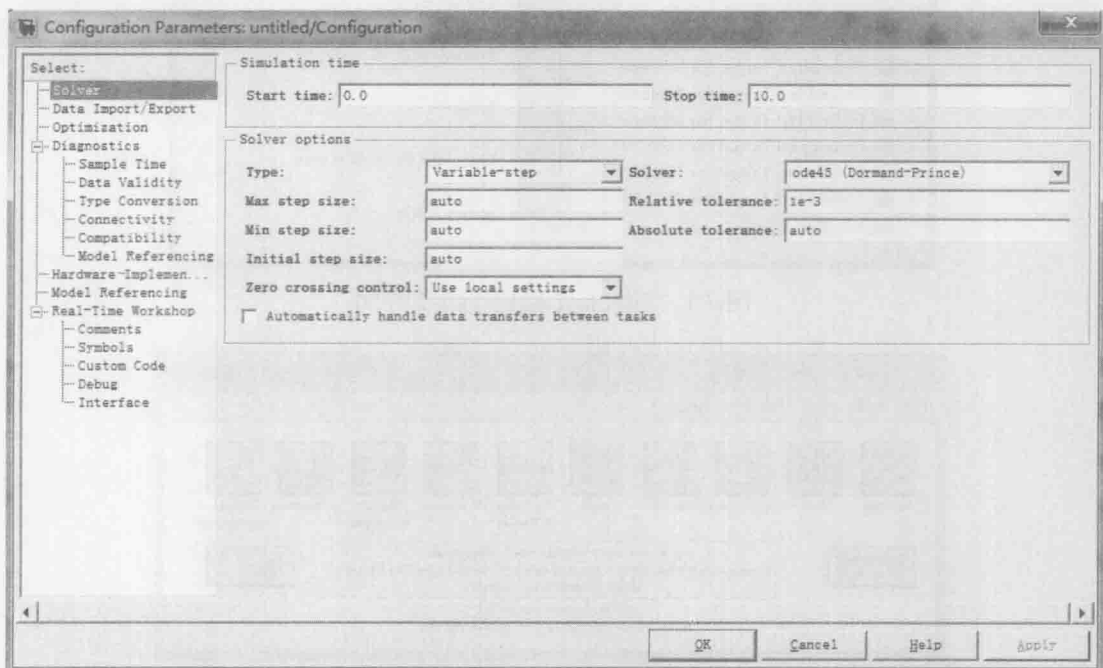 Configuration Parameters: untitled/Configuration
Select:
Solver
Data Import/Export
Optimization
Diagnostics
Sample Time
Data Validity
Type Conversion
Connectivity
Compatibility
Model Referencing
Hardware Implemen...
Model Referencing
Real-Time Workshop
Comments
Symbols
Custom Code
Debug
Interface
Simulation time
Start time: 0.0 Stop time: 10.0
Solver options
Type: Variable-step Solver: ode45 (Dormand-Prince)
Max step size: auto Relative tolerance: 1e-3
Min step size: auto Absolute tolerance: auto
Initial step size: auto
Zero crossing control: Use local settings
Automatically handle data transfers between tasks
OK Cancel Help Apply